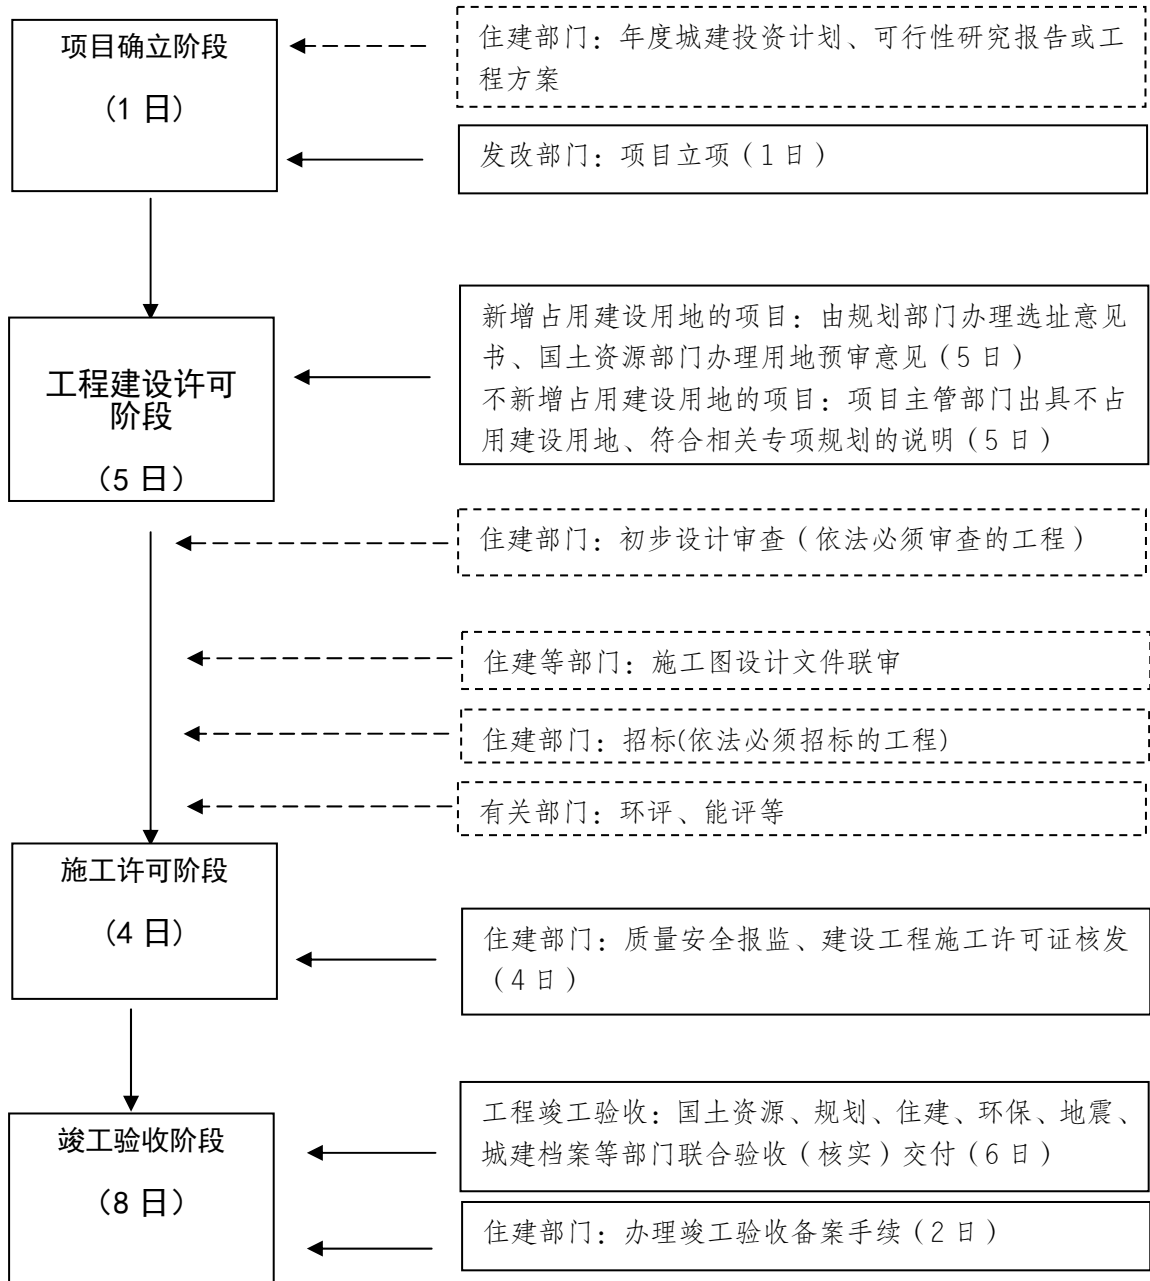 项目确立阶段
(1 日)
住建部门：年度城建投资计划、可行性研究报告或工
程方案
发改部门：项目立项（1日）
工程建设许可
阶段
（5 日）
新增占用建设用地的项目：由规划部门办理选址意见
书、国土资源部门办理用地预审意见（5日）
不新增占用建设用地的项目：项目主管部门出具不占
用建设用地、符合相关专项规划的说明（5日）
住建部门：初步设计审查（依法必须审查的工程）
住建等部门：施工图设计文件联审
住建部门：招标(依法必须招标的工程)
有关部门：环评、能评等
施工许可阶段
(4 日)
住建部门：质量安全报监、建设工程施工许可证核发
（4日）
竣工验收阶段
（8 日）
工程竣工验收：国土资源、规划、住建、环保、地震、
城建档案等部门联合验收（核实）交付（6日）
住建部门：办理竣工验收备案手续（2日）